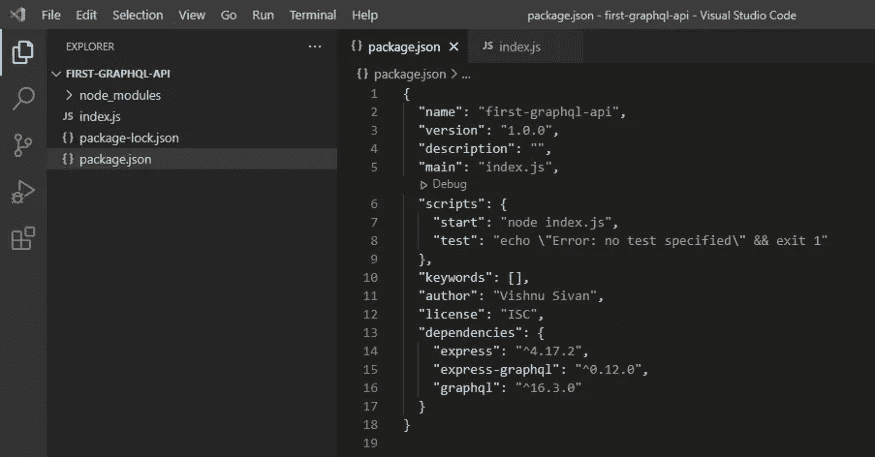 File Edit Selection View Go Run Terminal Help package.json - first-graphql-api - Visual Studio Code
EXPLORER ...
FIRST-GRAPHQL-API
node_modules
JS index.js
{} package-lock.json
{} package.json
{} package.json JS index.js
{} package.json > ...
1 {
2 "name": "first-graphql-api",
3 "version": "1.0.0",
4 "description": "",
5 "main": "index.js",
Debug
6 "scripts": {
7 "start": "node index.js",
8 "test": "echo \"Error: no test specified\" && exit 1"
9 },
10 "keywords": [],
11 "author": "Vishnu Sivan",
12 "license": "ISC",
13 "dependencies": {
14 "express": "^4.17.2",
15 "express-graphql": "^0.12.0",
16 "graphql": "^16.3.0"
17 }
18 }
19